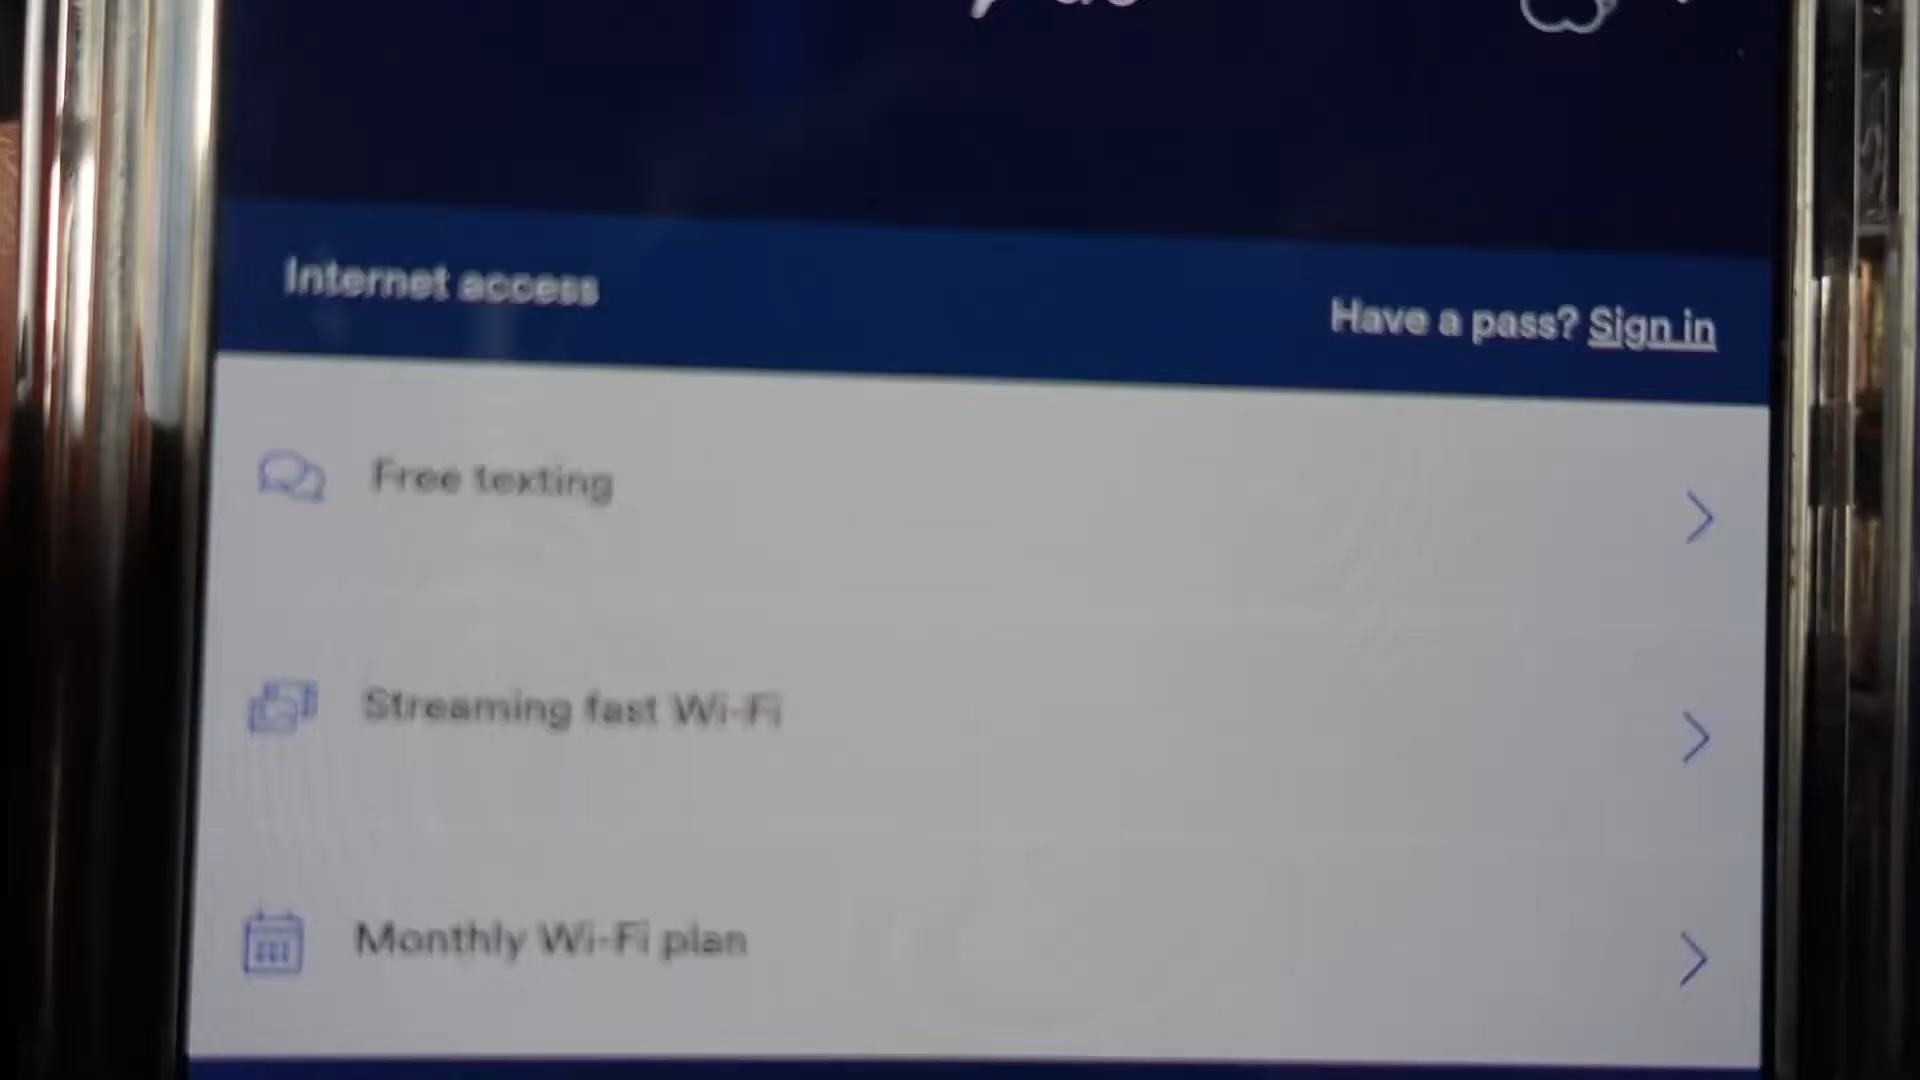 Internet access
Have a pass? Sign in
Free texting
Streaming fast Wi-Fi
Monthly Wi-Fi plan